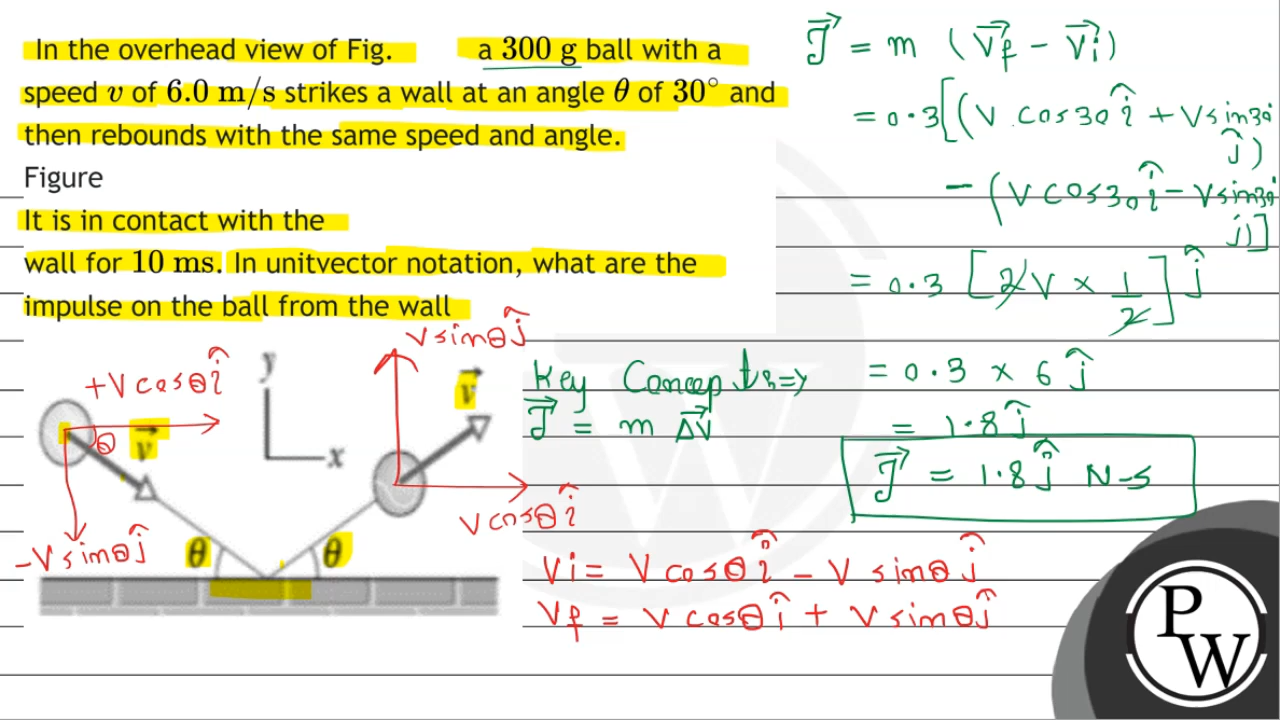 In the overhead view of Fig. a 300 g ball with a
speed v of 6.0 m/s strikes a wall at an angle θ of 30° and
then rebounds with the same speed and angle.
Figure
It is in contact with the
wall for 10 ms. In unitvector notation, what are the
impulse on the ball from the wall
V sinθ ĵ
+V cosθ î
y
x
θ
v⃗
v⃗
V cosθ î
-V sinθ ĵ
θ
θ
Key Concepts ⇒
J⃗ = m Δv⃗
Vi = V cosθ î – V sinθ ĵ
Vf = V cosθ î + V sinθ ĵ
J⃗ = m (V⃗f – V⃗i)
= 0.3[(V cos30 î + V sin30
ĵ)
– (V cos30 î – V sin30
ĵ)]
= 0.3 [2V × 1/2] ĵ
= 0.3 × 6 ĵ
= 1.8 ĵ
J⃗ = 1.8 ĵ N-s
P
W